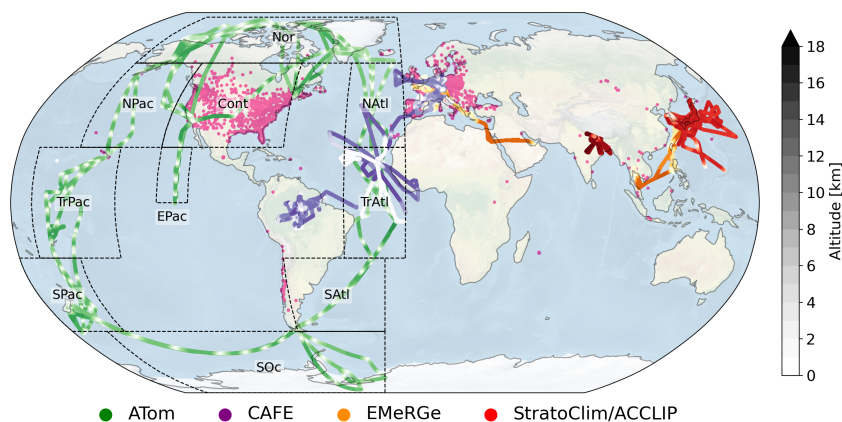 Nor
NPac
Cont
NAtl
TrPac
EPac
TrAtl
SPac
SAtl
SOc
18
16
14
12
10
8
6
4
2
0
Altitude [km]
ATom CAFE EMeRGe StratoClim/ACCLIP